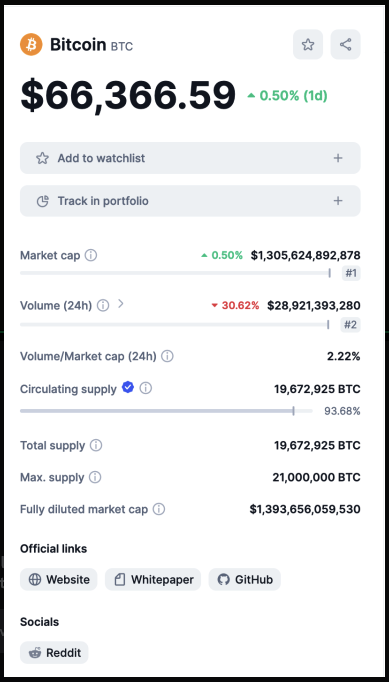 Bitcoin BTC
$66,366.59 0.50% (1d)
Add to watchlist
Track in portfolio
Market cap 0.50% $1,305,624,892,878
#1
Volume (24h) 30.62% $28,921,393,280
#2
Volume/Market cap (24h) 2.22%
Circulating supply 19,672,925 BTC
93.68%
Total supply 19,672,925 BTC
Max. supply 21,000,000 BTC
Fully diluted market cap $1,393,656,059,530
Official links
Website Whitepaper GitHub
Socials
Reddit